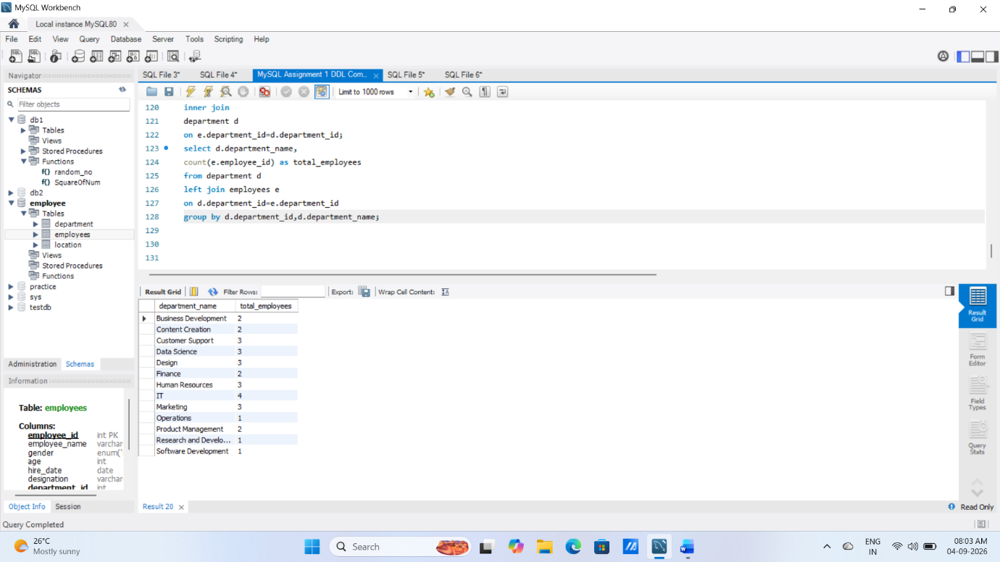 MySQL Workbench
Local instance MySQL80
File Edit View Query Database Server Tools Scripting Help
Navigator
SCHEMAS
Filter objects
db1
Tables
Views
Stored Procedures
Functions
f() random_no
f() SquareOfNum
db2
employee
Tables
department
employees
location
Views
Stored Procedures
Functions
practice
sys
testdb
Administration Schemas
Information
Table: employees
Columns:
employee_id int PK
employee_name varchar
gender enum('
age int
hire_date date
designation varchar
department_id int
Object Info Session
Query Completed
SQL File 3* SQL File 4* MySQL Assignment 1 DDL Com... SQL File 5* SQL File 6*
Limit to 1000 rows
120 inner join
121 department d
122 on e.department_id=d.department_id;
123 select d.department_name,
124 count(e.employee_id) as total_employees
125 from department d
126 left join employees e
127 on d.department_id=e.department_id
128 group by d.department_id,d.department_name;
129
130
131
Result Grid Filter Rows: Export: Wrap Cell Content:
department_name total_employees
Business Development 2
Content Creation 2
Customer Support 3
Data Science 3
Design 3
Finance 2
Human Resources 3
IT 4
Marketing 3
Operations 1
Product Management 2
Research and Develo... 1
Software Development 1
Result
Grid
Form
Editor
Field
Types
Query
Stats
Result 20
Read Only
26°C
Mostly sunny
Search
ENG
IN
08:03 AM
04-09-2026